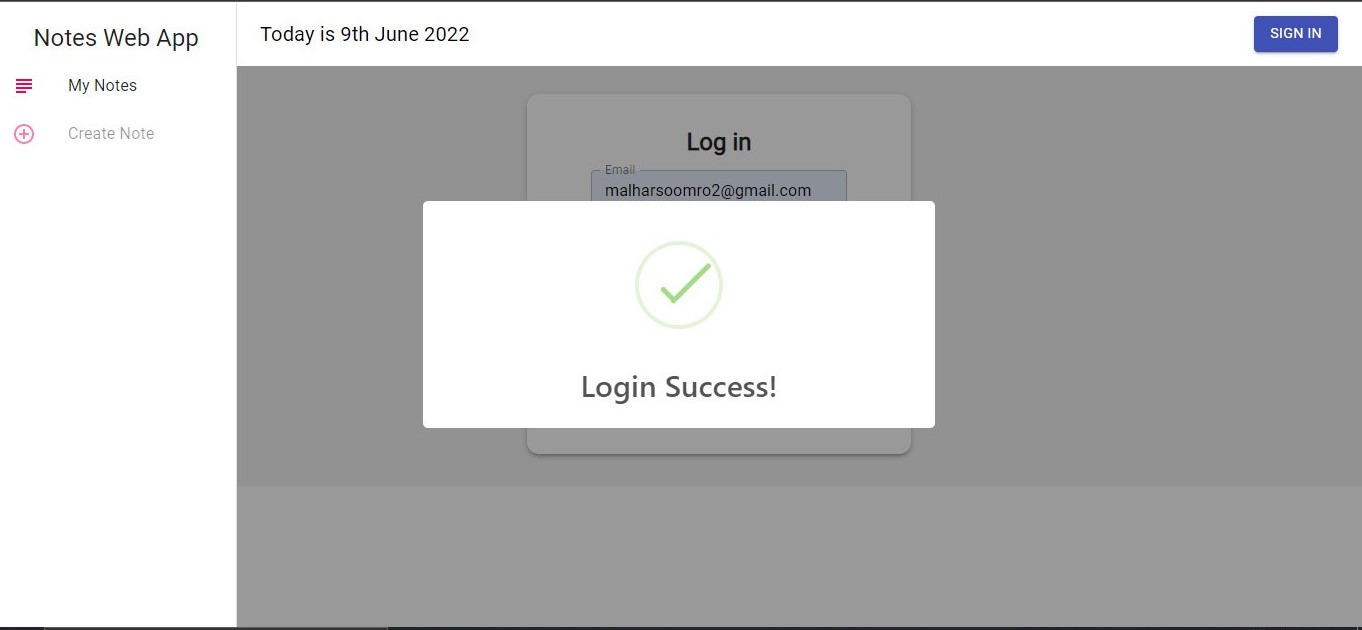 Notes Web App
Today is 9th June 2022
SIGN IN
My Notes
Create Note
Log in
Email
malharsoomro2@gmail.com
Login Success!